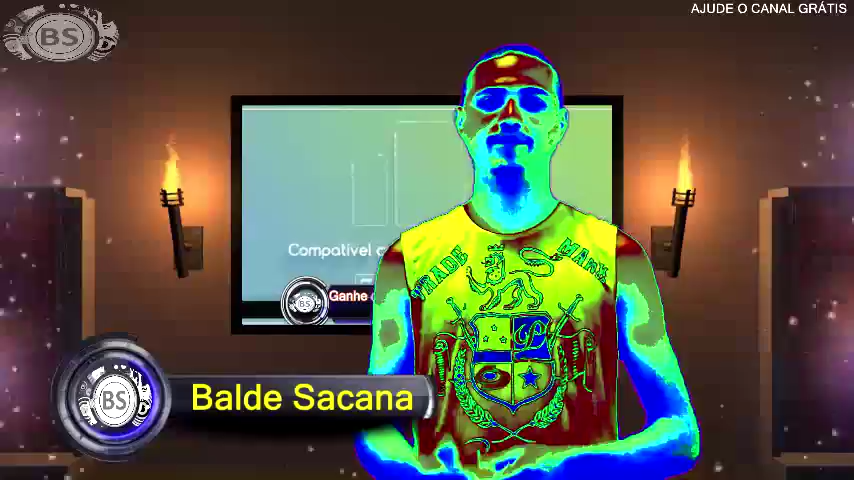 BS
AJUDE O CANAL GRÁTIS
Compatível
TRADE MARK
Ganhe
BS
BS
Balde Sacana